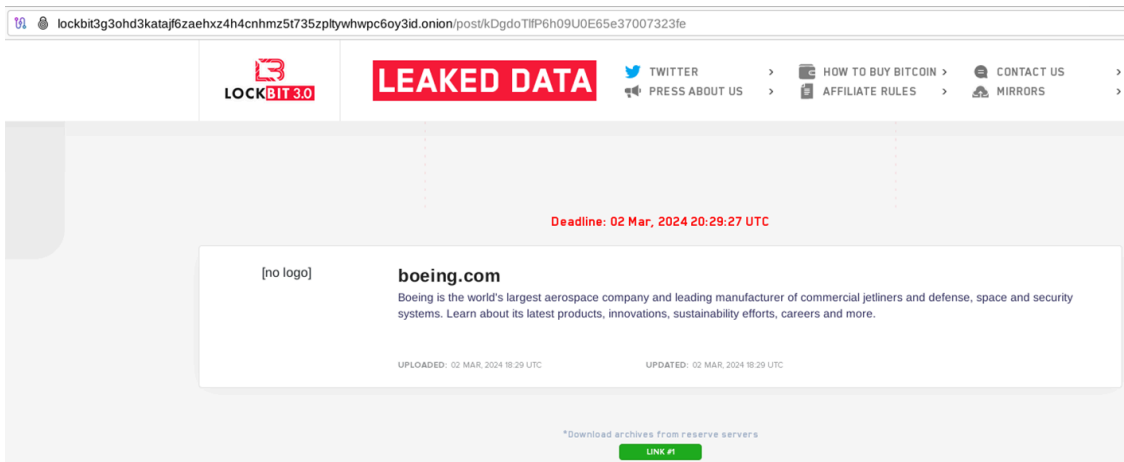 lockbit3g3ohd3katajf6zaehxz4h4cnhmz5t735zpltywhwpc6oy3id.onion/post/kDgdoTlfP6h09U0E65e37007323fe
LOCKBIT 3.0
LEAKED DATA
TWITTER >
HOW TO BUY BITCOIN >
CONTACT US >
PRESS ABOUT US >
AFFILIATE RULES >
MIRRORS >
Deadline: 02 Mar, 2024 20:29:27 UTC
[no logo]
boeing.com
Boeing is the world's largest aerospace company and leading manufacturer of commercial jetliners and defense, space and security
systems. Learn about its latest products, innovations, sustainability efforts, careers and more.
UPLOADED: 02 MAR, 2024 18:29 UTC
UPDATED: 02 MAR, 2024 18:29 UTC
*Download archives from reserve servers
LINK #1